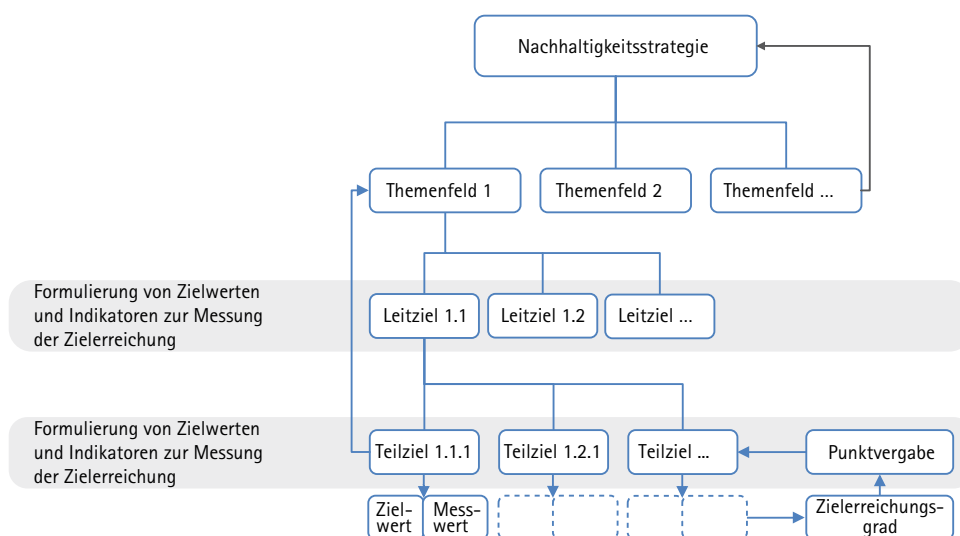 Nachhaltigkeitsstrategie
Themenfeld 1
Themenfeld 2
Themenfeld ...
Formulierung von Zielwerten
und Indikatoren zur Messung
der Zielerreichung
Leitziel 1.1
Leitziel 1.2
Leitziel ...
Formulierung von Zielwerten
und Indikatoren zur Messung
der Zielerreichung
Teilziel 1.1.1
Teilziel 1.2.1
Teilziel ...
Punktvergabe
Ziel-
wert
Mess-
wert
Zielerreichungs-
grad